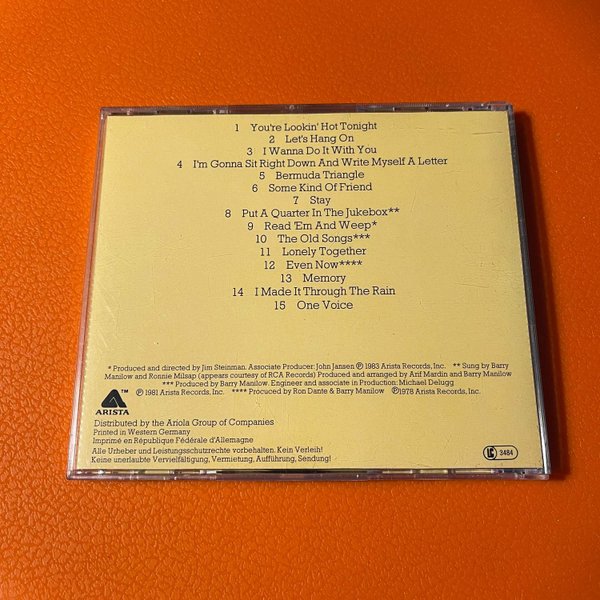 1 You're Lookin' Hot Tonight
2 Let's Hang On
3 I Wanna Do It With You
4 I'm Gonna Sit Right Down And Write Myself A Letter
5 Bermuda Triangle
6 Some Kind Of Friend
7 Stay
8 Put A Quarter In The Jukebox**
9 Read 'Em And Weep*
10 The Old Songs***
11 Lonely Together
12 Even Now****
13 Memory
14 I Made It Through The Rain
15 One Voice
* Produced and directed by Jim Steinman. Associate Producer: John Jansen ℗ 1983 Arista Records, Inc. ** Sung by Barry
Manilow and Ronnie Milsap (appears courtesy of RCA Records) Produced and arranged by Arif Mardin and Barry Manilow
*** Produced by Barry Manilow. Engineer and associate in Production: Michael Delugg
℗ 1981 Arista Records, Inc. **** Procuced by Ron Dante & Barry Manilow ℗1978 Arista Records, Inc.
TM
ARISTA
Distributed by the Ariola Group of Companies
Printed in Western Germany
Imprimé en République Fédérale d'Allemagne
Alle Urheber und Leistungsschutzrechte vorbehalten. Kein Verleih!
Keine unerlaubte Vervielfältigung, Vermietung, Aufführung, Sendung!
LC 3484